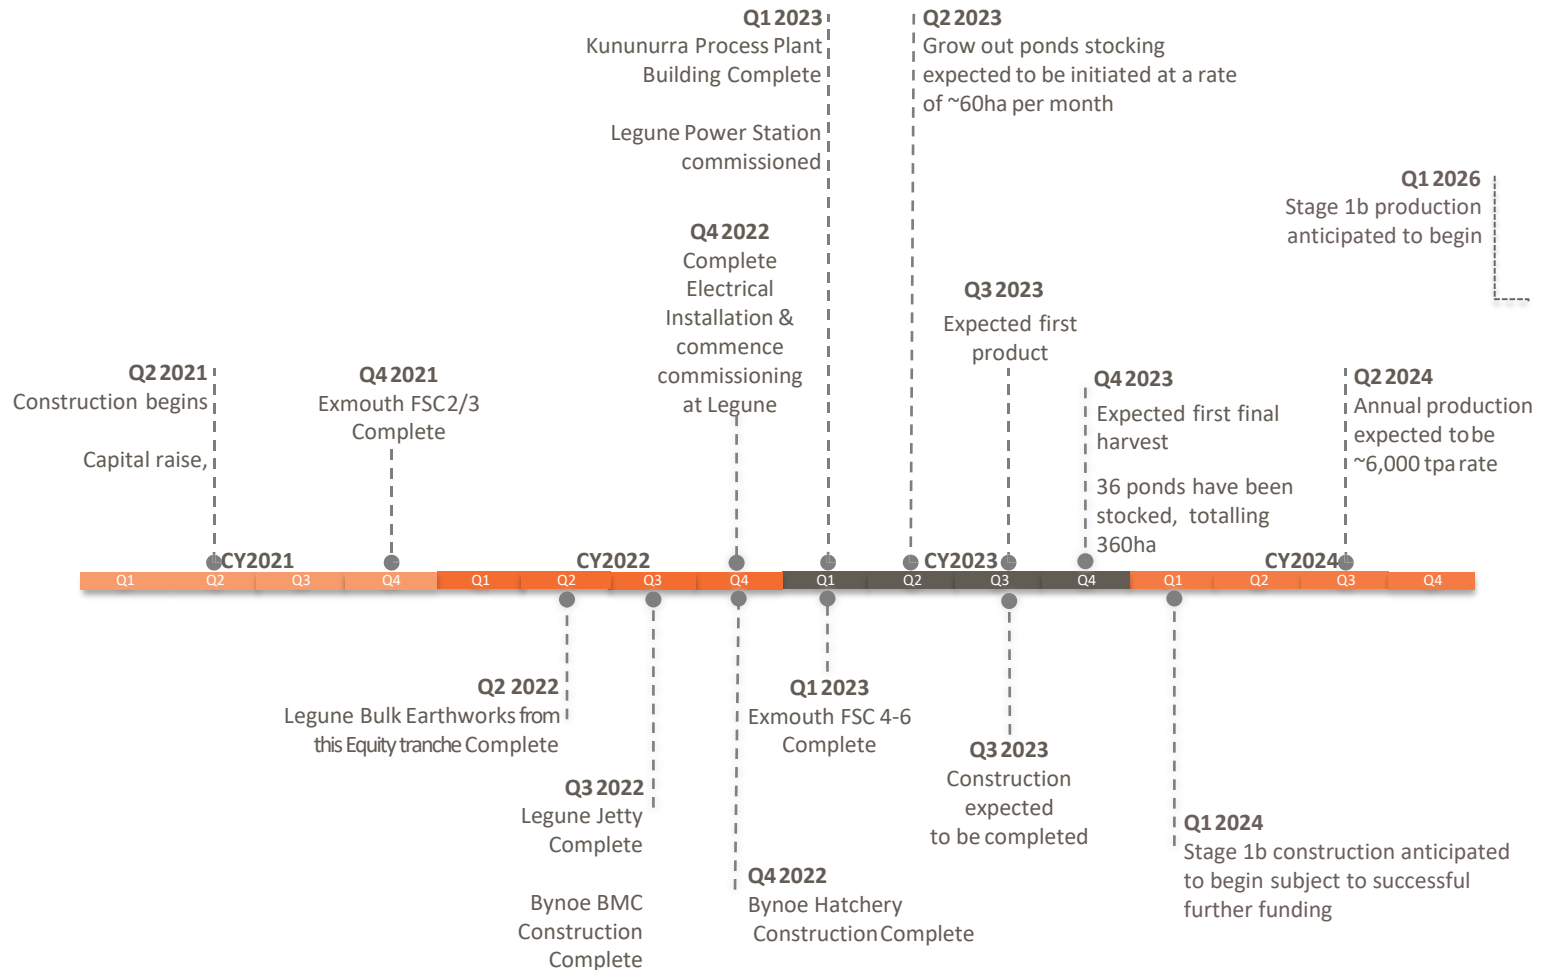 Q1 2023
Kununurra Process Plant
Building Complete
Legune Power Station
commissioned
Q2 2023
Grow out ponds stocking
expected to be initiated at a rate
of ~60ha per month
Q1 2026
Stage 1b production
anticipated to begin
Q4 2022
Complete
Electrical
Installation &
commence
commissioning
at Legune
Q3 2023
Expected first
product
Q2 2021
Construction begins
Capital raise,
Q4 2021
Exmouth FSC2/3
Complete
Q4 2023
Expected first final
harvest
36 ponds have been
stocked, totalling
360ha
Q2 2024
Annual production
expected to be
~6,000 tpa rate
CY2021 CY2022 CY2023 CY2024
Q1 Q2 Q3 Q4 Q1 Q2 Q3 Q4 Q1 Q2 Q3 Q4 Q1 Q2 Q3 Q4
Q2 2022
Legune Bulk Earthworks from
this Equity tranche Complete
Q3 2022
Legune Jetty
Complete
Bynoe BMC
Construction
Complete
Q4 2022
Bynoe Hatchery
Construction Complete
Q1 2023
Exmouth FSC 4-6
Complete
Q3 2023
Construction
expected
to be completed
Q1 2024
Stage 1b construction anticipated
to begin subject to successful
further funding